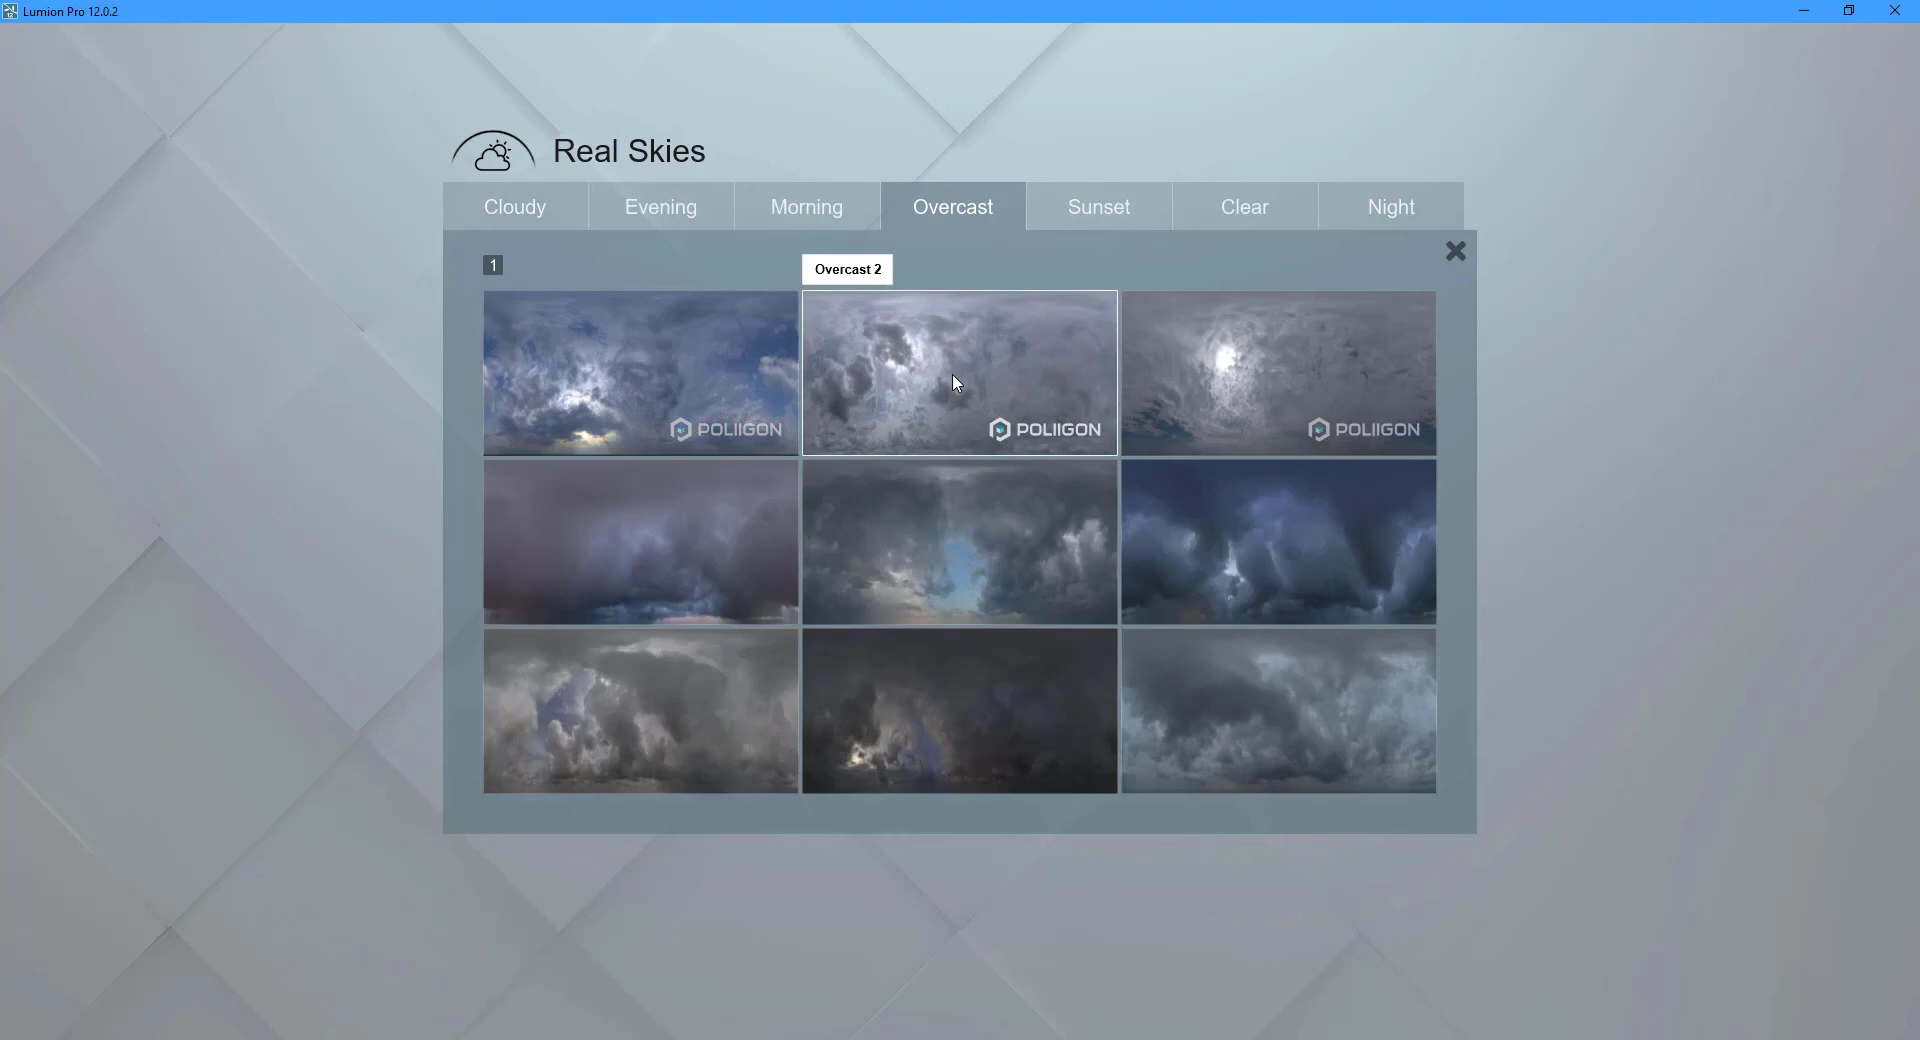 Lumion Pro 12.0.2
Real Skies
Cloudy
Evening
Morning
Overcast
Sunset
Clear
Night
1
Overcast 2
POLIIGON
POLIIGON
POLIIGON